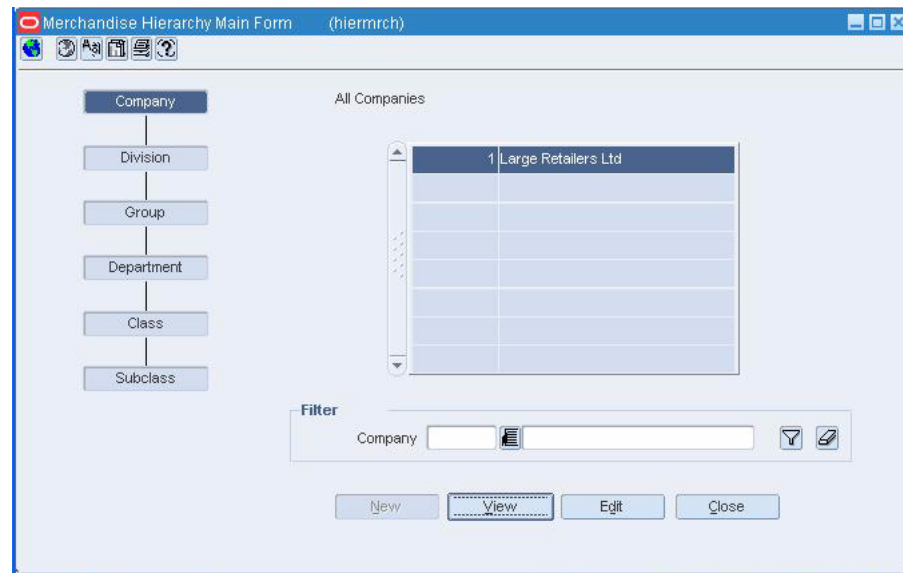 Merchandise Hierarchy Main Form (hiermrch)
Company
Division
Group
Department
Class
Subclass
All Companies
1 Large Retailers Ltd
Filter
Company
New View Edit Close